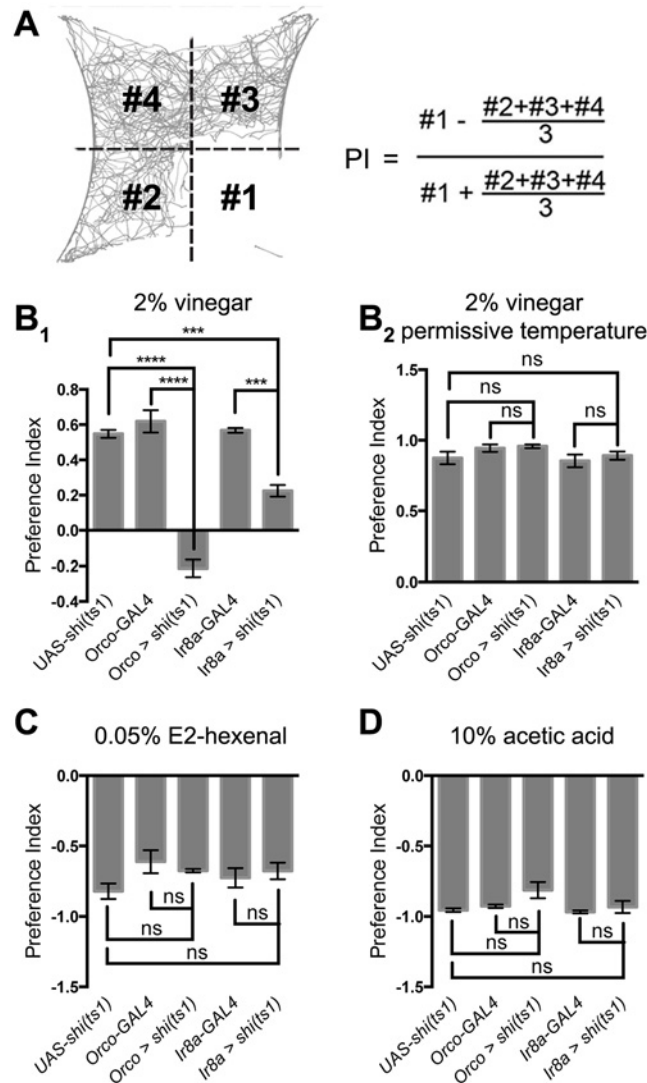 A
#4 #3
#2 #1
PI =
#1 - #2+#3+#4
3
#1 + #2+#3+#4
3
B1
2% vinegar
***
****
**** ***
Preference Index
0.8
0.6
0.4
0.2
0.0
-0.2
-0.4
UAS-shi(ts1)
Orco-GAL4
Orco > shi(ts1)
Ir8a-GAL4
Ir8a > shi(ts1)
B2
2% vinegar
permissive temperature
ns
ns
ns ns
Preference Index
1.5
1.0
0.5
0.0
UAS-shi(ts1)
Orco-GAL4
Orco > shi(ts1)
Ir8a-GAL4
Ir8a > shi(ts1)
C
0.05% E2-hexenal
Preference Index
0.0
-0.5
-1.0
-1.5
ns ns
ns
ns
UAS-shi(ts1)
Orco-GAL4
Orco > shi(ts1)
Ir8a-GAL4
Ir8a > shi(ts1)
D
10% acetic acid
Preference Index
0.0
-0.5
-1.0
-1.5
ns ns
ns
ns
UAS-shi(ts1)
Orco-GAL4
Orco > shi(ts1)
Ir8a-GAL4
Ir8a > shi(ts1)